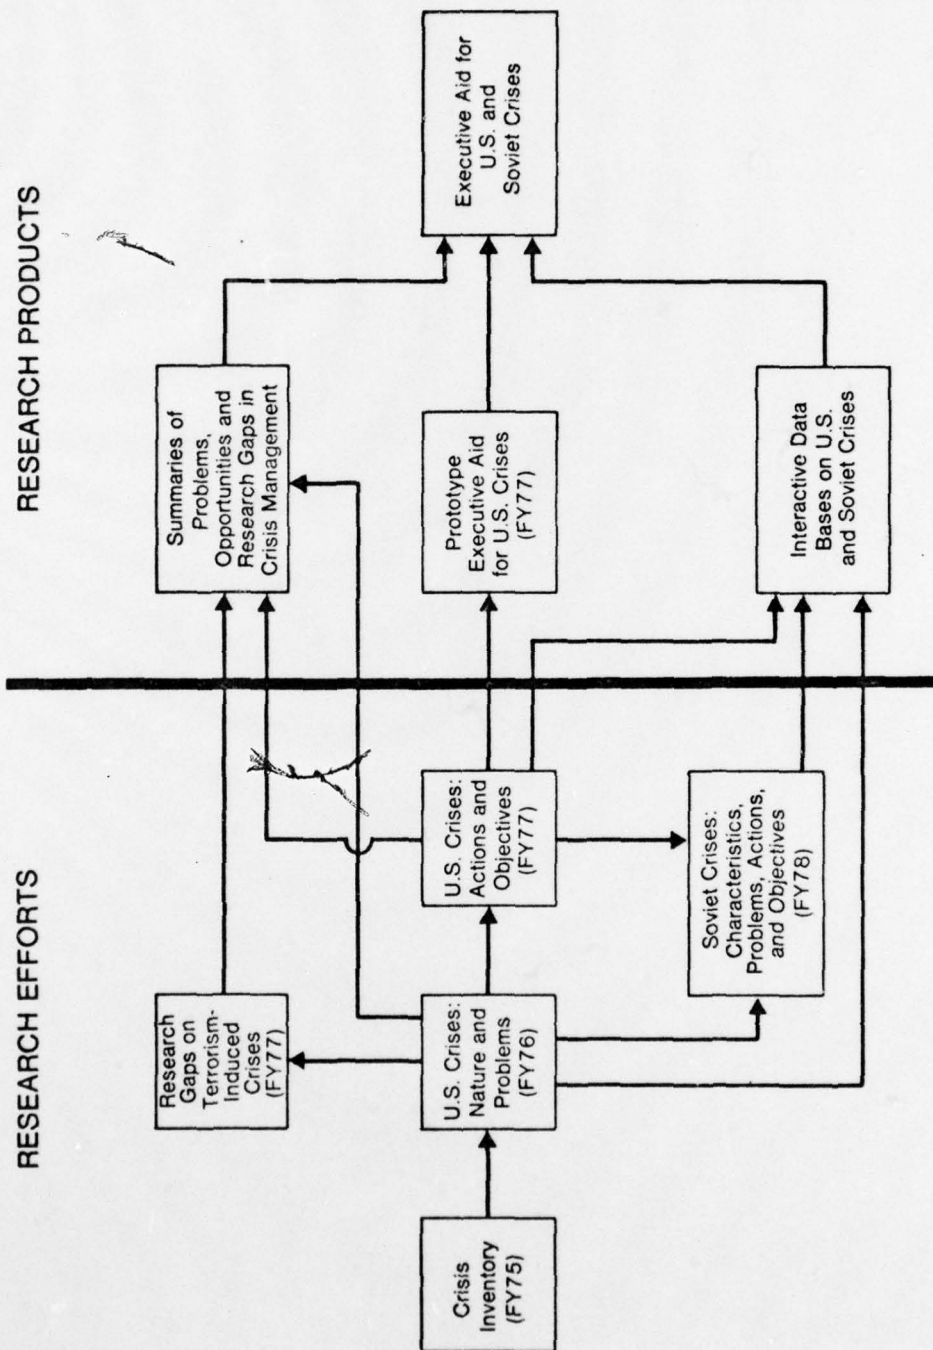 RESEARCH EFFORTS
RESEARCH PRODUCTS
Crisis
Inventory
(FY75)
Research
Gaps on
Terrorism-
Induced
Crises
(FY77)
U.S. Crises:
Nature and
Problems
(FY76)
U.S. Crises:
Actions and
Objectives
(FY77)
Soviet Crises:
Characteristics,
Problems, Actions,
and Objectives
(FY78)
Summaries of
Problems,
Opportunities and
Research Gaps in
Crisis Management
Prototype
Executive Aid
for U.S. Crises
(FY77)
Interactive Data
Bases on U.S.
and Soviet Crises
Executive Aid for
U.S. and
Soviet Crises